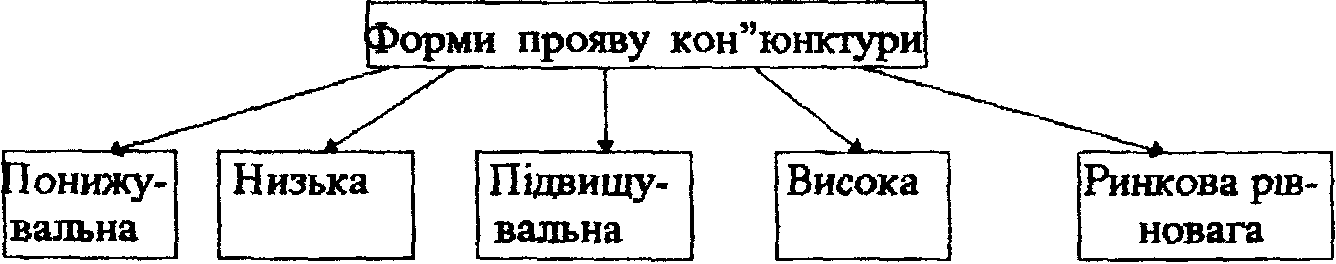 Форми прояву кон”юнктури
Понижу-
вальна
Низька
Підвищу-
вальна
Висока
Ринкова рів-
новага